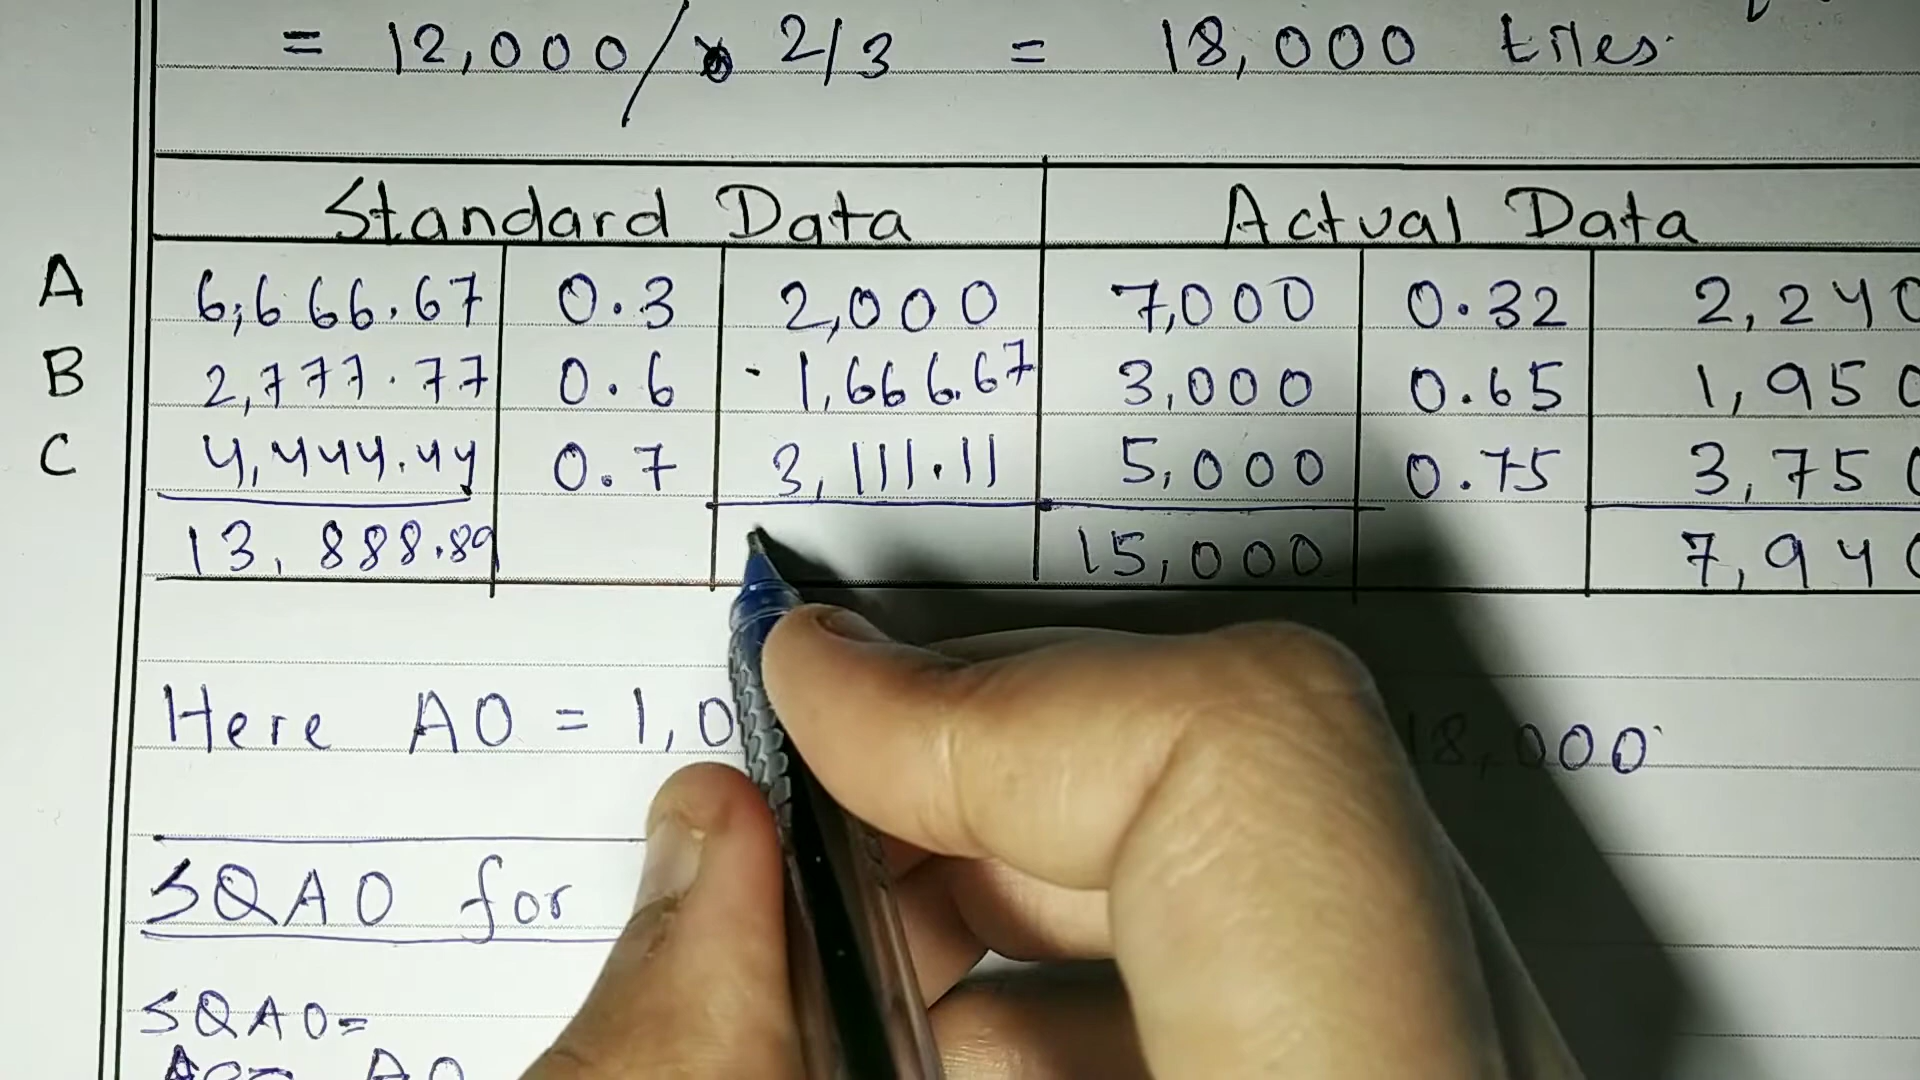 = 12,000/ 2/3 = 18,000 tiles.
Standard Data Actual Data
A 6,666.67 0.3 2,000 7,000 0.32 2,240
B 2,777.77 0.6 1,666.67 3,000 0.65 1,950
C 4,444.44 0.7 3,111.11 5,000 0.75 3,750
13,888.89 15,000 7,940
Here AO = 1,0 18,000
SQAO for
SQAO=
AO